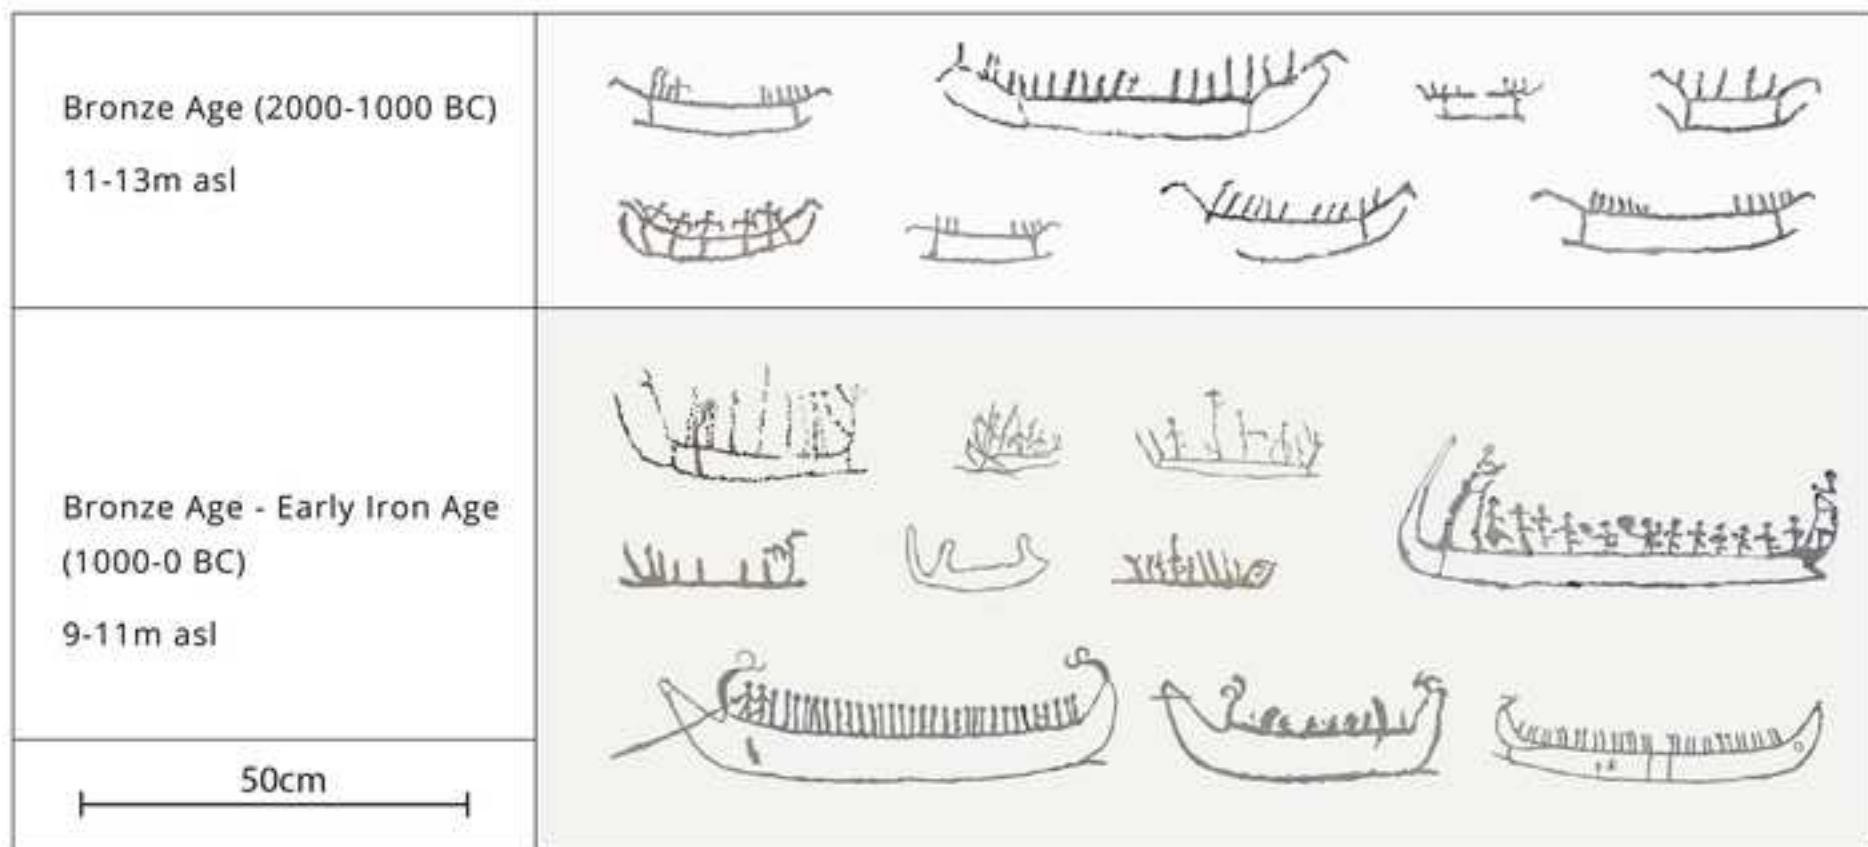 Bronze Age (2000-1000 BC)
11-13m asl
Bronze Age - Early Iron Age
(1000-0 BC)
9-11m asl
50cm